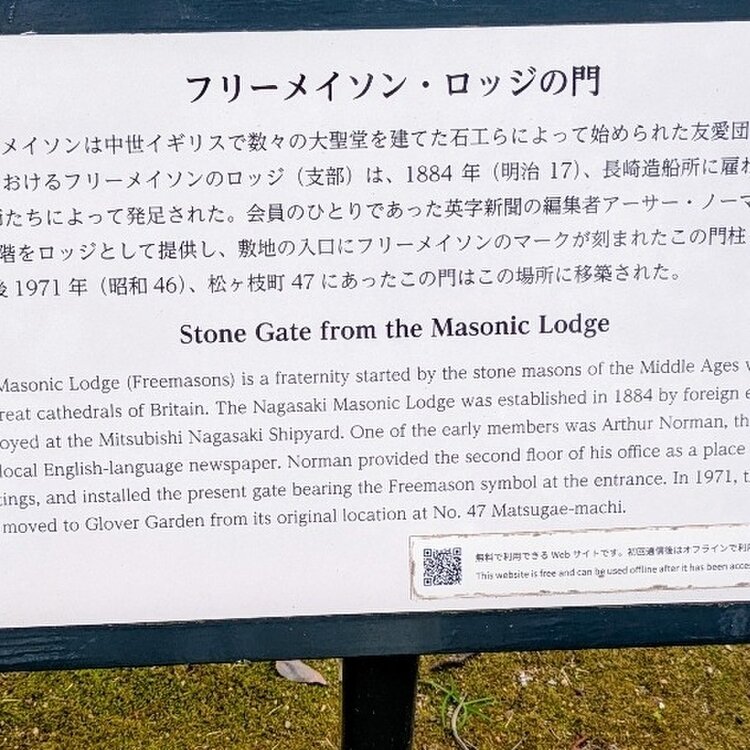 フリーメイソン・ロッジの門
メイソンは中世イギリスで数々の大聖堂を建てた石工らによって始められた友愛団
おけるフリーメイソンのロッジ（支部）は、1884 年（明治 17）、長崎造船所に雇わ
たちによって発足された。会員のひとりであった英字新聞の編集者アーサー・ノーマ
階をロッジとして提供し、敷地の入口にフリーメイソンのマークが刻まれたこの門柱
後 1971 年（昭和 46）、松ヶ枝町 47 にあったこの門はこの場所に移築された。
Stone Gate from the Masonic Lodge
Masonic Lodge (Freemasons) is a fraternity started by the stone masons of the Middle Ages
reat cathedrals of Britain. The Nagasaki Masonic Lodge was established in 1884 by foreign e
oyed at the Mitsubishi Nagasaki Shipyard. One of the early members was Arthur Norman, th
local English-language newspaper. Norman provided the second floor of his office as a place
tings, and installed the present gate bearing the Freemason symbol at the entrance. In 1971, t
moved to Glover Garden from its original location at No. 47 Matsugae-machi.
無料で利用できる Web サイトです。初回通信後はオフラインで利
This website is free and can be used offline after it has been acces